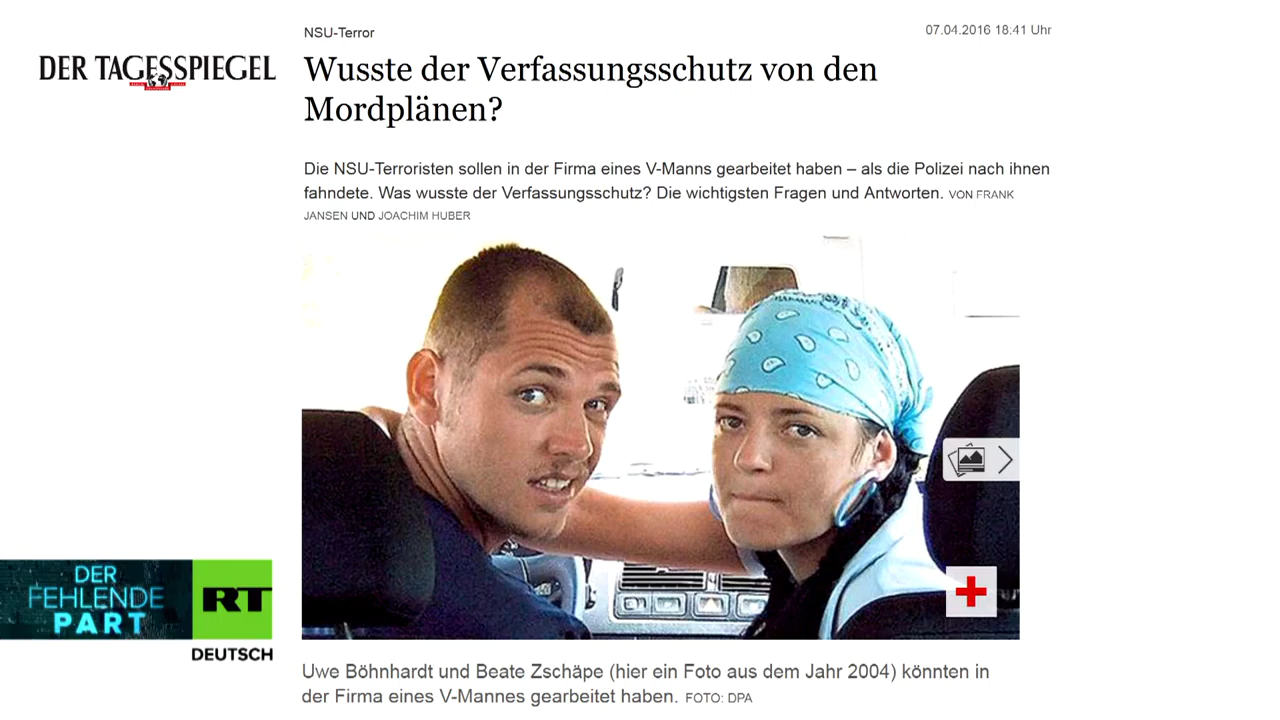 NSU-Terror
07.04.2016 18:41 Uhr
DER TAGESSPIEGEL
Wusste der Verfassungsschutz von den
Mordplänen?
Die NSU-Terroristen sollen in der Firma eines V-Manns gearbeitet haben – als die Polizei nach ihnen
fahndete. Was wusste der Verfassungsschutz? Die wichtigsten Fragen und Antworten. VON FRANK
JANSEN UND JOACHIM HUBER
DER
FEHLENDE
PART
RT
DEUTSCH
Uwe Böhnhardt und Beate Zschäpe (hier ein Foto aus dem Jahr 2004) könnten in
der Firma eines V-Mannes gearbeitet haben. FOTO: DPA